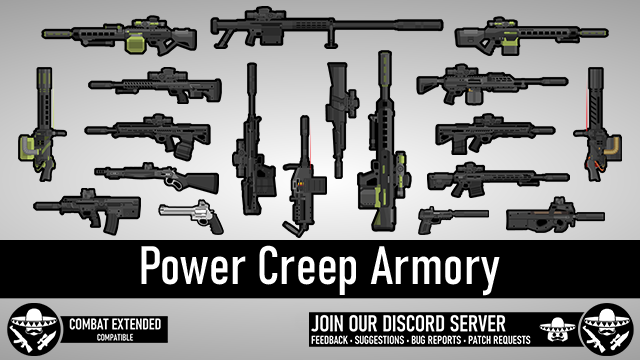 Power Creep Armory
COMBAT EXTENDED
COMPATIBLE
JOIN OUR DISCORD SERVER
FEEDBACK • SUGGESTIONS • BUG REPORTS • PATCH REQUESTS